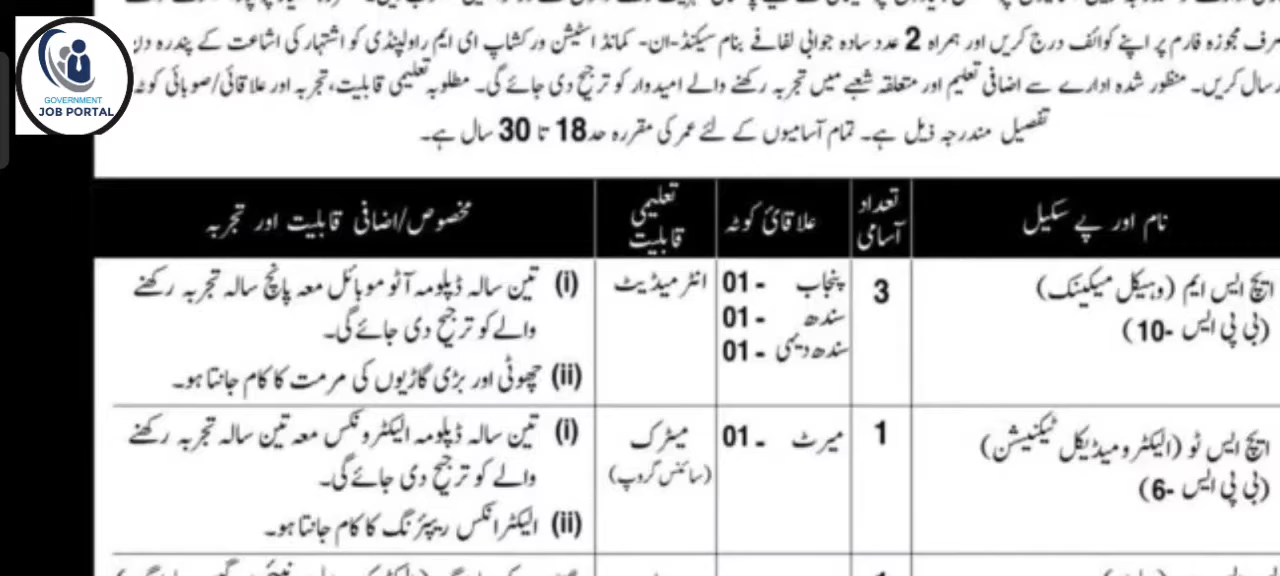 GOVERNMENT
JOB PORTAL
صرف مجوزہ فارم پر اپنے کوائف درج کریں اور ہمراہ 2 عدد سادہ جوابی لفافے بنام سیکنڈ-ان- کمانڈ اسٹیشن ورکشاپ ای ایم راولپنڈی کو اشتہار کی اشاعت کے پندرہ دن
رسال کریں۔ منظور شدہ ادارے سے اضافی تعلیم اور متعلقہ شعبے میں تجربہ رکھنے والے امیدوار کو ترجیح دی جائے گی۔ مطلوبہ تعلیمی قابلیت، تجربہ اور علاقائی/صوبائی کوٹہ
تفصیل مندرجہ ذیل ہے۔ تمام آسامیوں کے لئے عمر کی مقررہ حد 18 تا 30 سال ہے۔
نام اور پے سکیل تعداد آسامی علاقائی کوٹہ تعلیمی قابلیت مخصوص/اضافی قابلیت اور تجربہ
ایچ ایس ایم (وہیکل میکینک) 3 پنجاب - 01 انٹر میڈیٹ (i) تین سالہ ڈپلومہ آٹو موبائل معہ پانچ سالہ تجربہ رکھنے
(بی پی ایس -10) سندھ - 01 والے کو ترجیح دی جائے گی۔
سندھ دیہی - 01 (ii) چھوٹی اور بڑی گاڑیوں کی مرمت کا کام جانتا ہو۔
ایچ ایس ٹو (الیکٹرو میڈیکل ٹیکنیشن) 1 میرٹ - 01 میٹرک (i) تین سالہ ڈپلومہ الیکٹرونکس معہ تین سالہ تجربہ رکھنے
(بی پی ایس -6) (سائنس گروپ) والے کو ترجیح دی جائے گی۔
(ii) الیکٹرانکس ریپئرنگ کا کام جانتا ہو۔